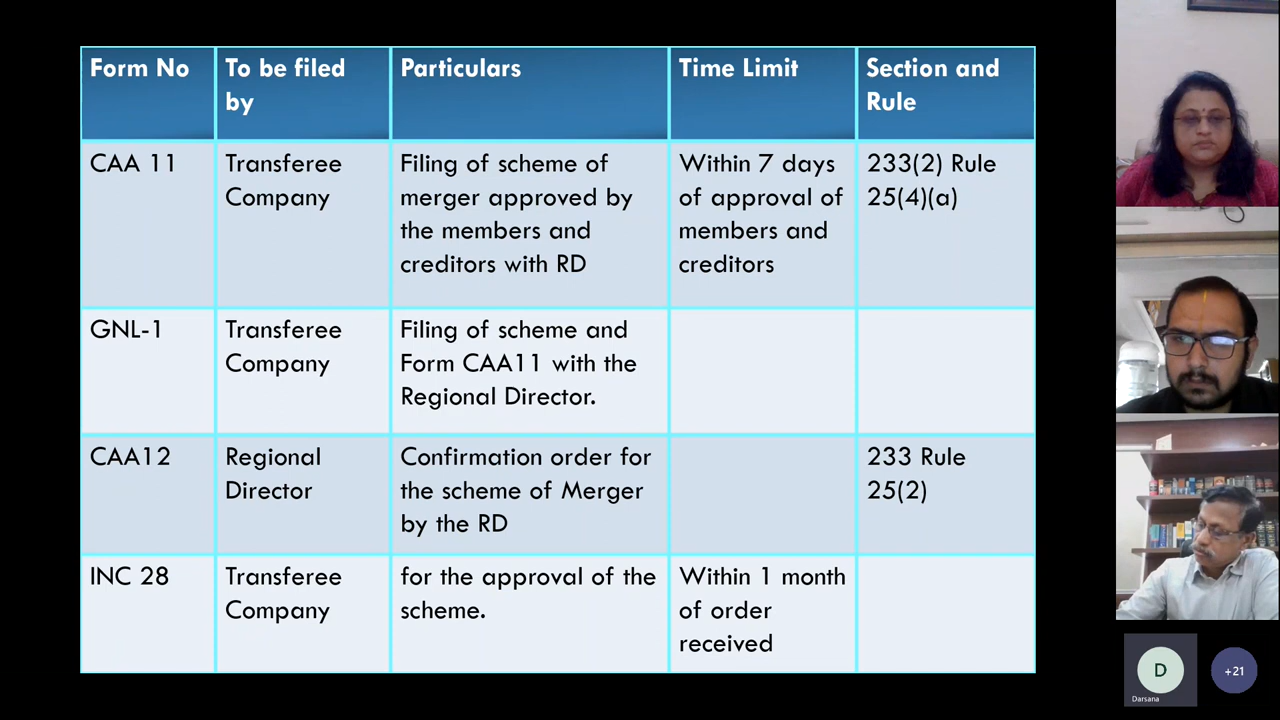 Form No
To be filed
by
Particulars
Time Limit
Section and
Rule
CAA 11
Transferee
Company
Filing of scheme of
merger approved by
the members and
creditors with RD
Within 7 days
of approval of
members and
creditors
233(2) Rule
25(4)(a)
GNL-1
Transferee
Company
Filing of scheme and
Form CAA11 with the
Regional Director.
CAA12
Regional
Director
Confirmation order for
the scheme of Merger
by the RD
233 Rule
25(2)
INC 28
Transferee
Company
for the approval of the
scheme.
Within 1 month
of order
received
D
Darsana
+21